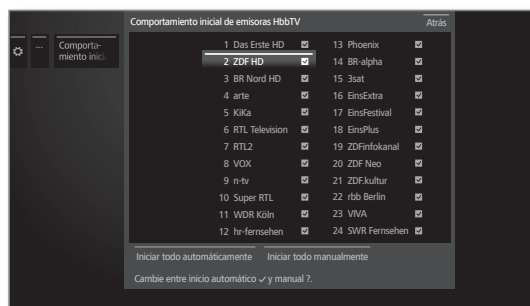 Comportamiento inicial de emisoras HbbTV
Atrás
...
Comporta-
miento inici
1 Das Erste HD
2 ZDF HD
3 BR Nord HD
4 arte
5 KiKa
6 RTL Television
7 RTL2
8 VOX
9 n-tv
10 Super RTL
11 WDR Köln
12 hr-fernsehen
13 Phoenix
14 BR-alpha
15 3sat
16 EinsExtra
17 EinsFestival
18 EinsPlus
19 ZDFinfokanal
20 ZDF Neo
21 ZDF.kultur
22 rbb Berlin
23 VIVA
24 SWR Fernsehen
Iniciar todo automáticamente
Iniciar todo manualmente
Cambie entre inicio automático ✓ y manual ?.